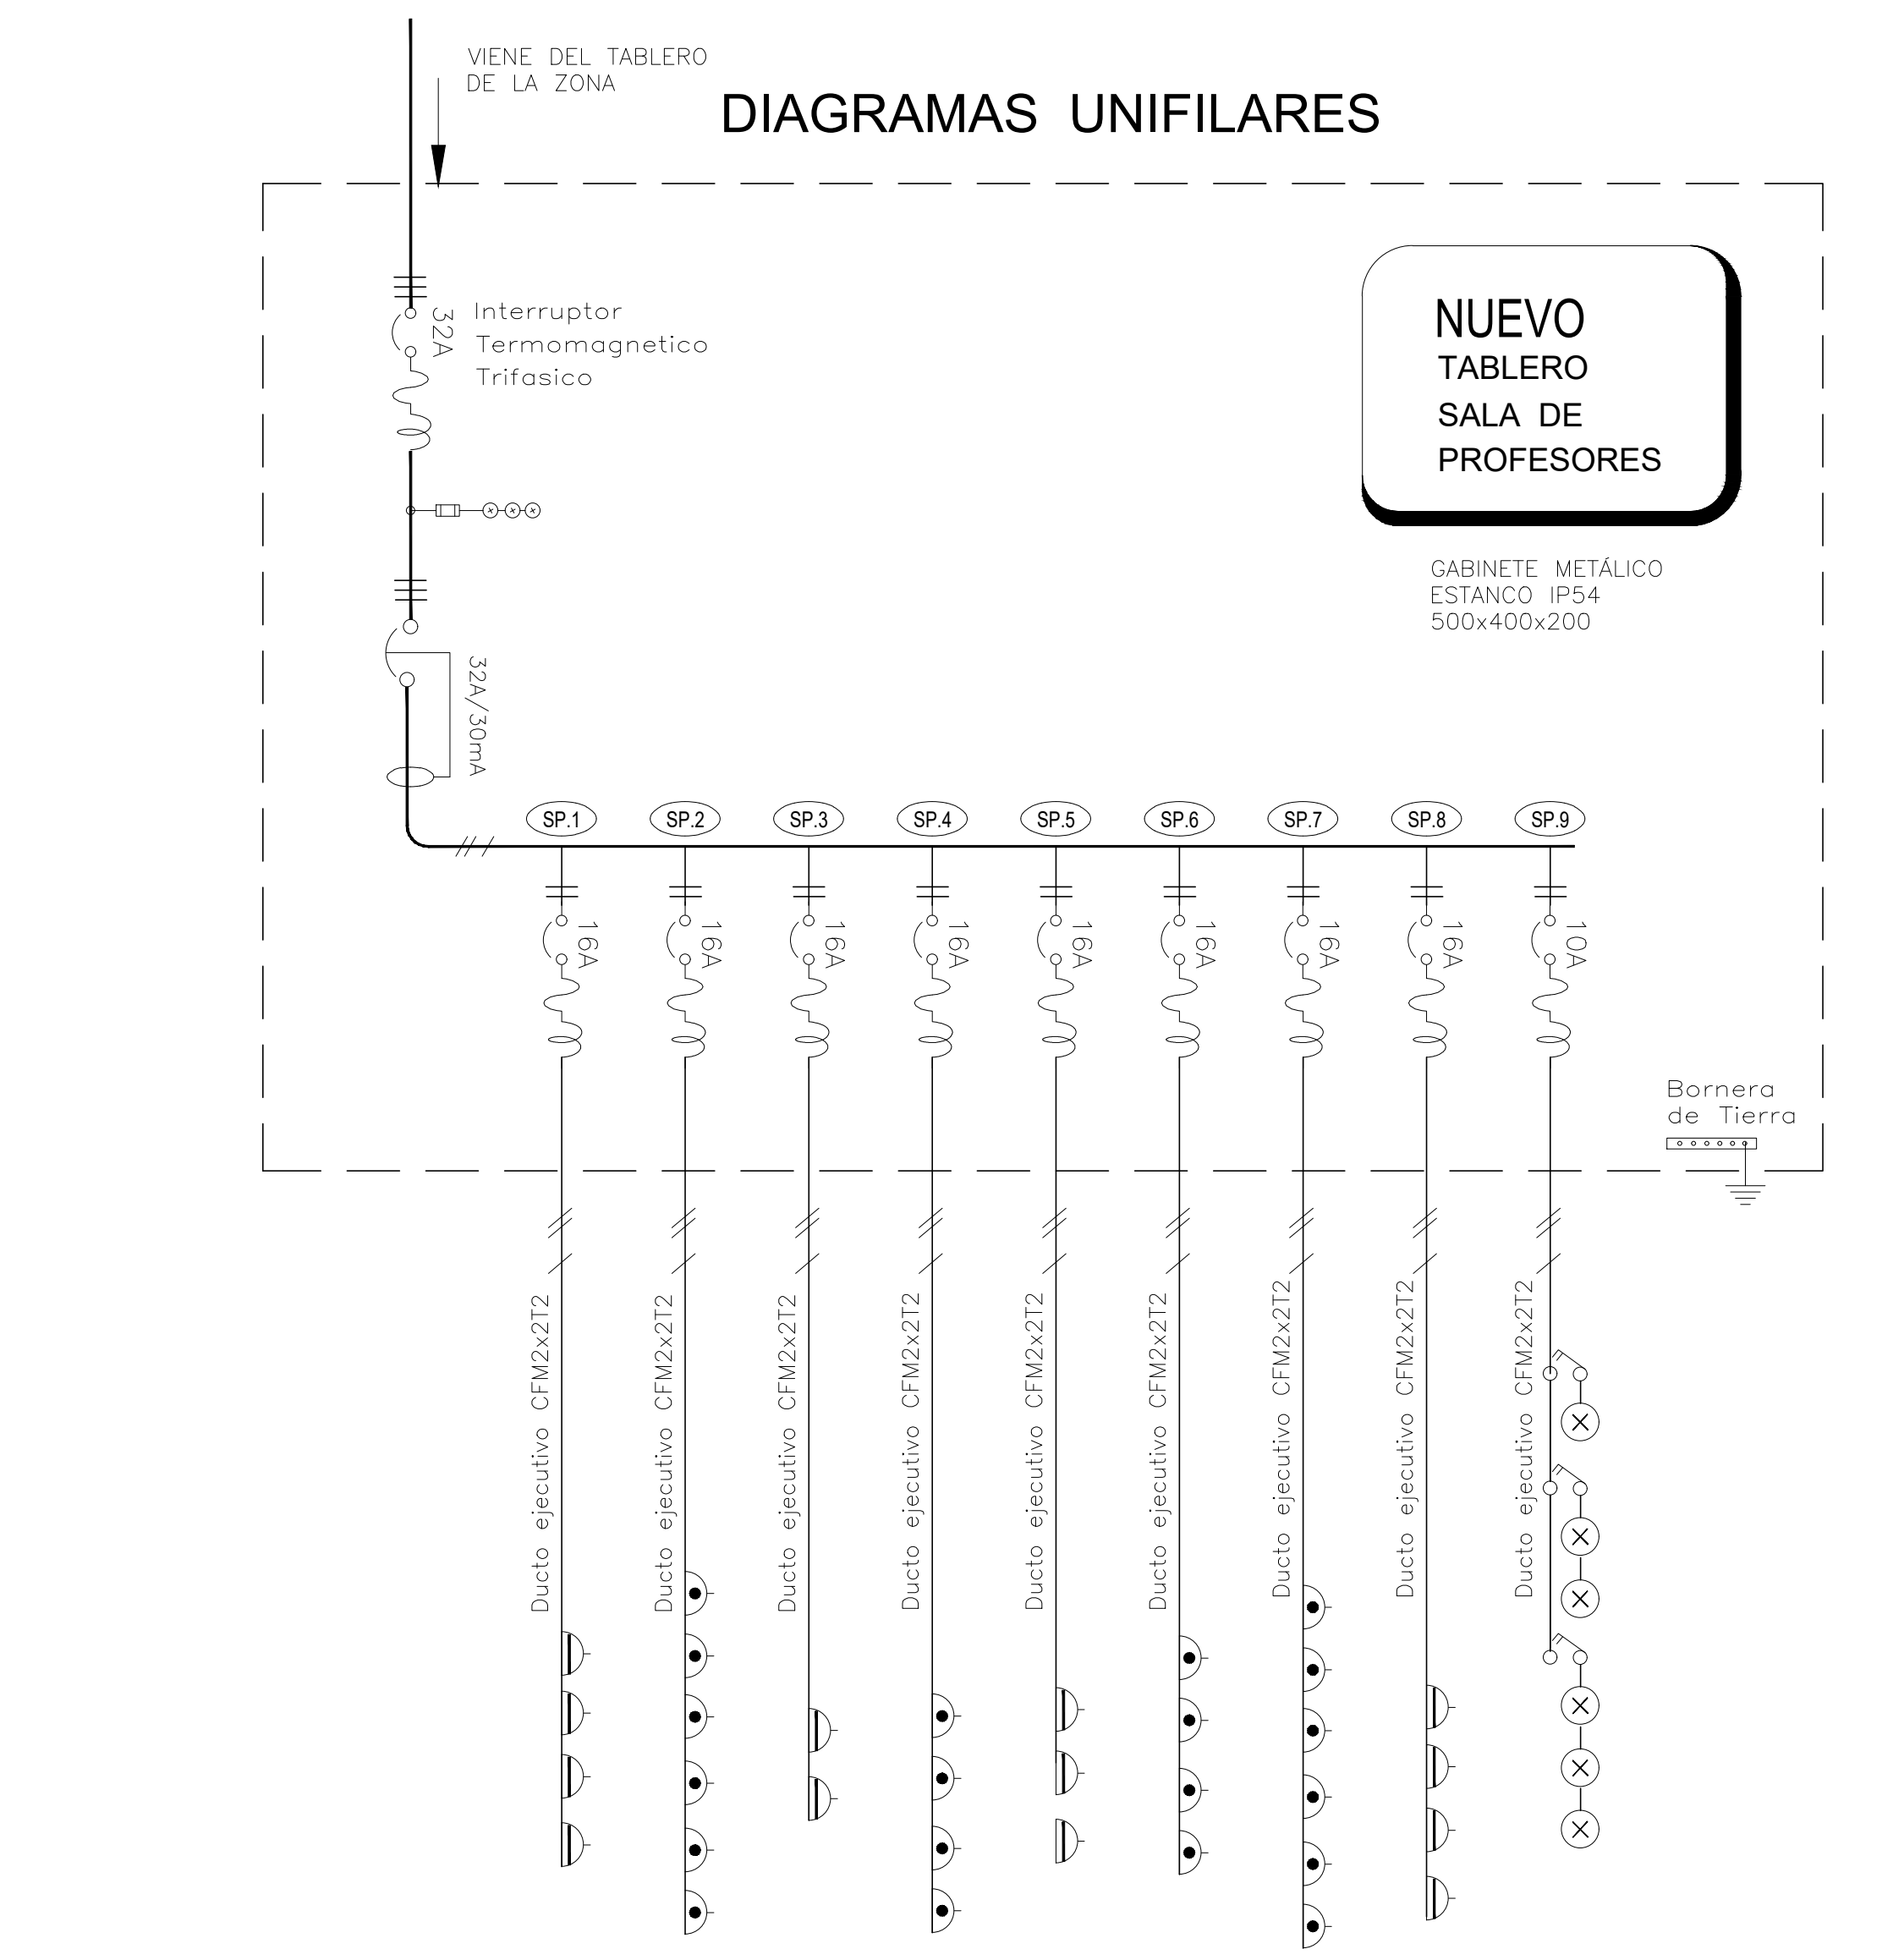 VIENE DEL TABLERO
DE LA ZONA
DIAGRAMAS UNIFILARES
32A
Interruptor
Termomagnetico
Trifasico
NUEVO
TABLERO
SALA DE
PROFESORES
GABINETE METÁLICO
ESTANCO IP54
500x400x200
32A/30mA
SP.1
SP.2
SP.3
SP.4
SP.5
SP.6
SP.7
SP.8
SP.9
16A
16A
16A
16A
16A
16A
16A
16A
10A
Bornera
de Tierra
Ducto ejecutivo CFM2x2T2
Ducto ejecutivo CFM2x2T2
Ducto ejecutivo CFM2x2T2
Ducto ejecutivo CFM2x2T2
Ducto ejecutivo CFM2x2T2
Ducto ejecutivo CFM2x2T2
Ducto ejecutivo CFM2x2T2
Ducto ejecutivo CFM2x2T2
Ducto ejecutivo CFM2x2T2